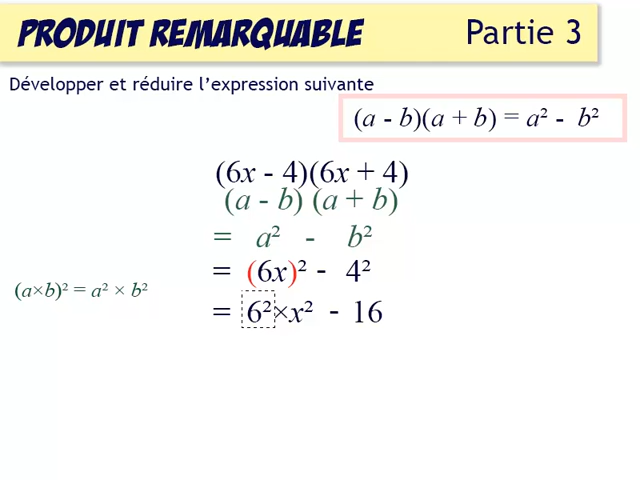 PRODUIT REMARQUABLE Partie 3
Développer et réduire l'expression suivante
(a - b)(a + b) = a² - b²
(6x - 4)(6x + 4)
(a - b) (a + b)
= a² - b²
= (6x)² - 4²
(a×b)² = a² × b²
= 6²×x² - 16